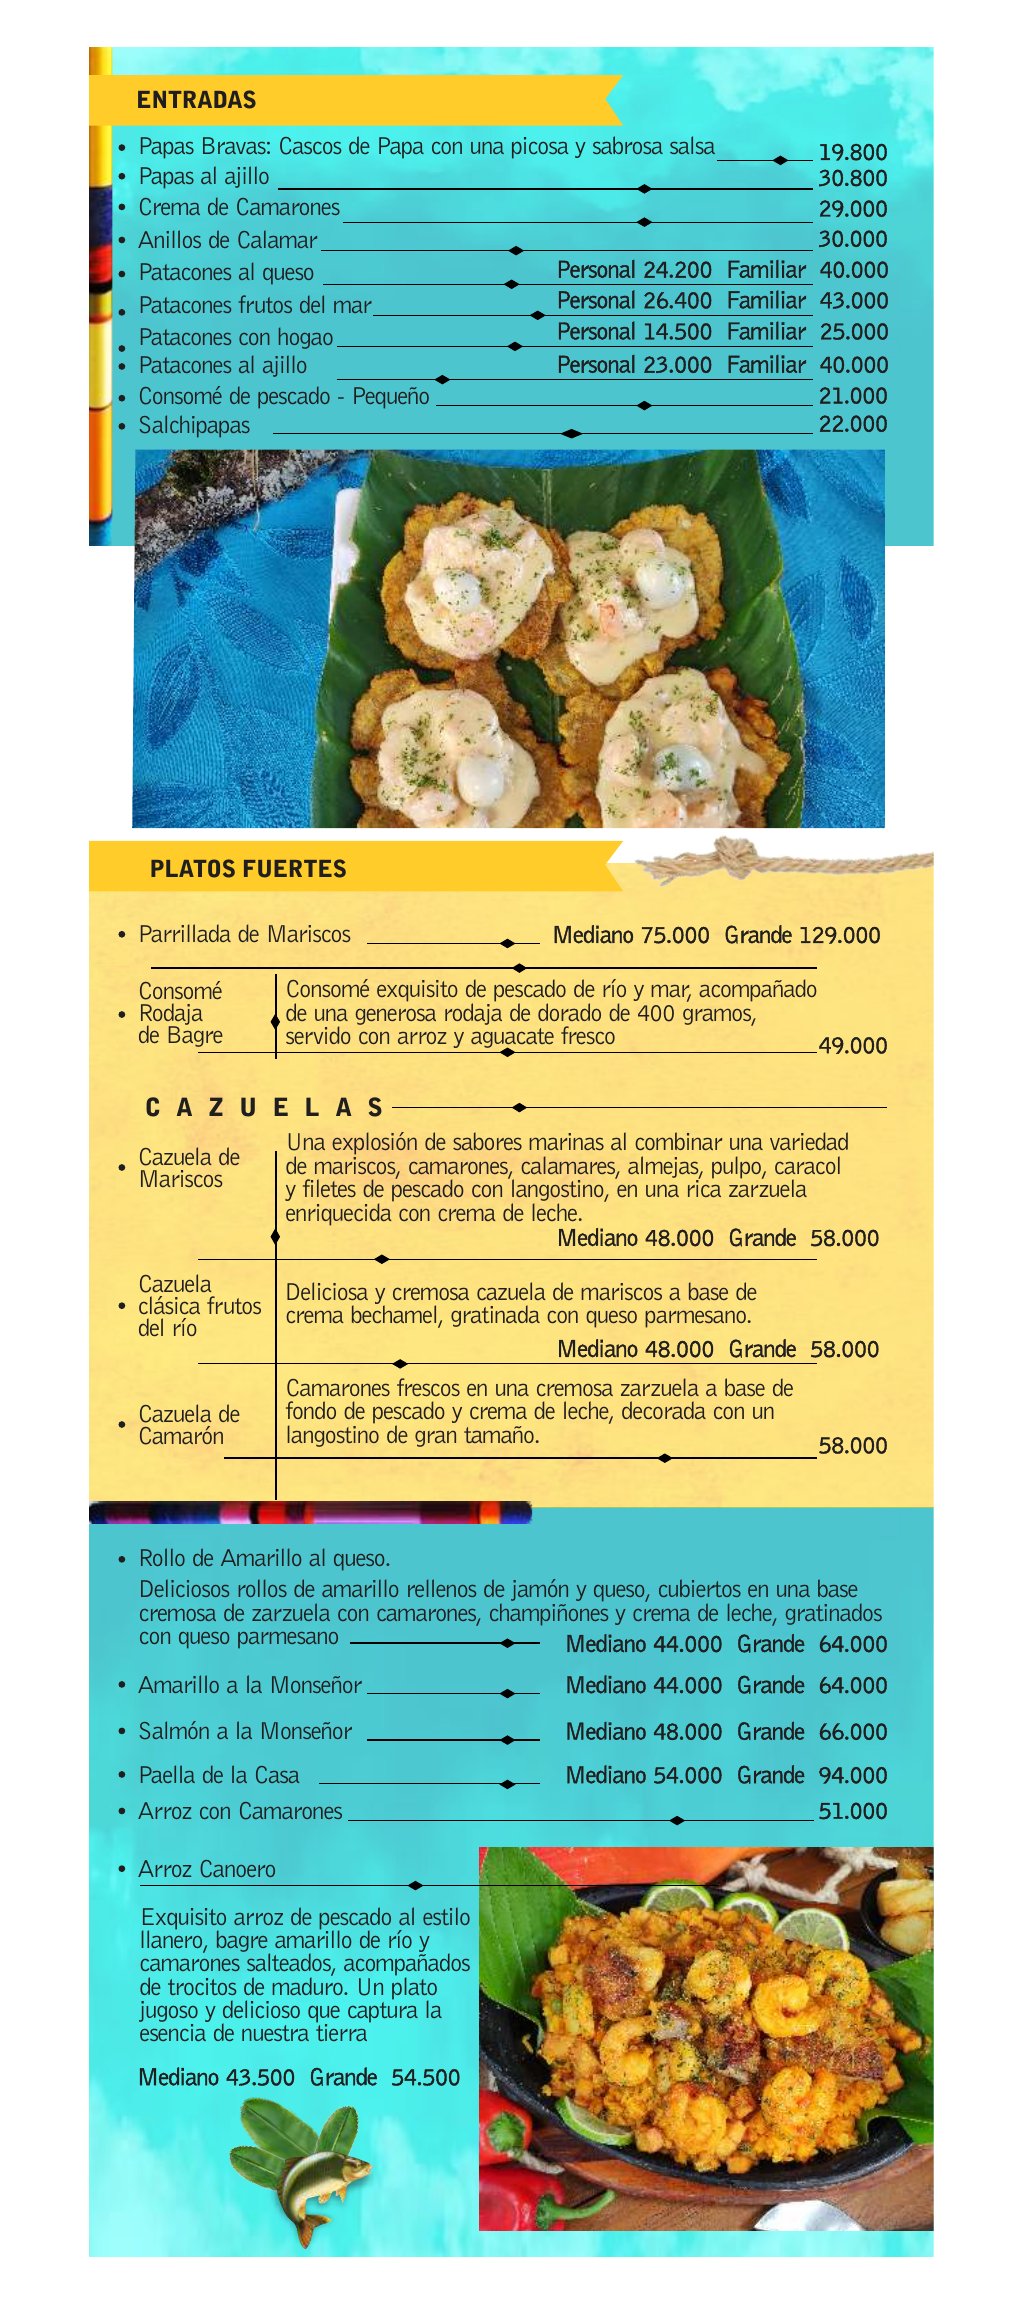 ENTRADAS
• Papas Bravas: Cascos de Papa con una picosa y sabrosa salsa 19.800
• Papas al ajillo 30.800
• Crema de Camarones 29.000
• Anillos de Calamar 30.000
• Patacones al queso Personal 24.200 Familiar 40.000
• Patacones frutos del mar Personal 26.400 Familiar 43.000
• Patacones con hogao Personal 14.500 Familiar 25.000
• Patacones al ajillo Personal 23.000 Familiar 40.000
• Consomé de pescado - Pequeño 21.000
• Salchipapas 22.000
PLATOS FUERTES
• Parrillada de Mariscos Mediano 75.000 Grande 129.000
• Consomé
Rodaja
de Bagre
Consomé exquisito de pescado de río y mar, acompañado
de una generosa rodaja de dorado de 400 gramos,
servido con arroz y aguacate fresco
49.000
CAZUELAS
• Cazuela de
Mariscos
Una explosión de sabores marinas al combinar una variedad
de mariscos, camarones, calamares, almejas, pulpo, caracol
y filetes de pescado con langostino, en una rica zarzuela
enriquecida con crema de leche.
Mediano 48.000 Grande 58.000
• Cazuela
clásica frutos
del río
Deliciosa y cremosa cazuela de mariscos a base de
crema bechamel, gratinada con queso parmesano.
Mediano 48.000 Grande 58.000
• Cazuela de
Camarón
Camarones frescos en una cremosa zarzuela a base de
fondo de pescado y crema de leche, decorada con un
langostino de gran tamaño.
58.000
• Rollo de Amarillo al queso.
Deliciosos rollos de amarillo rellenos de jamón y queso, cubiertos en una base
cremosa de zarzuela con camarones, champiñones y crema de leche, gratinados
con queso parmesano Mediano 44.000 Grande 64.000
• Amarillo a la Monseñor Mediano 44.000 Grande 64.000
• Salmón a la Monseñor Mediano 48.000 Grande 66.000
• Paella de la Casa Mediano 54.000 Grande 94.000
• Arroz con Camarones 51.000
• Arroz Canoero
Exquisito arroz de pescado al estilo
llanero, bagre amarillo de río y
camarones salteados, acompañados
de trocitos de maduro. Un plato
jugoso y delicioso que captura la
esencia de nuestra tierra
Mediano 43.500 Grande 54.500